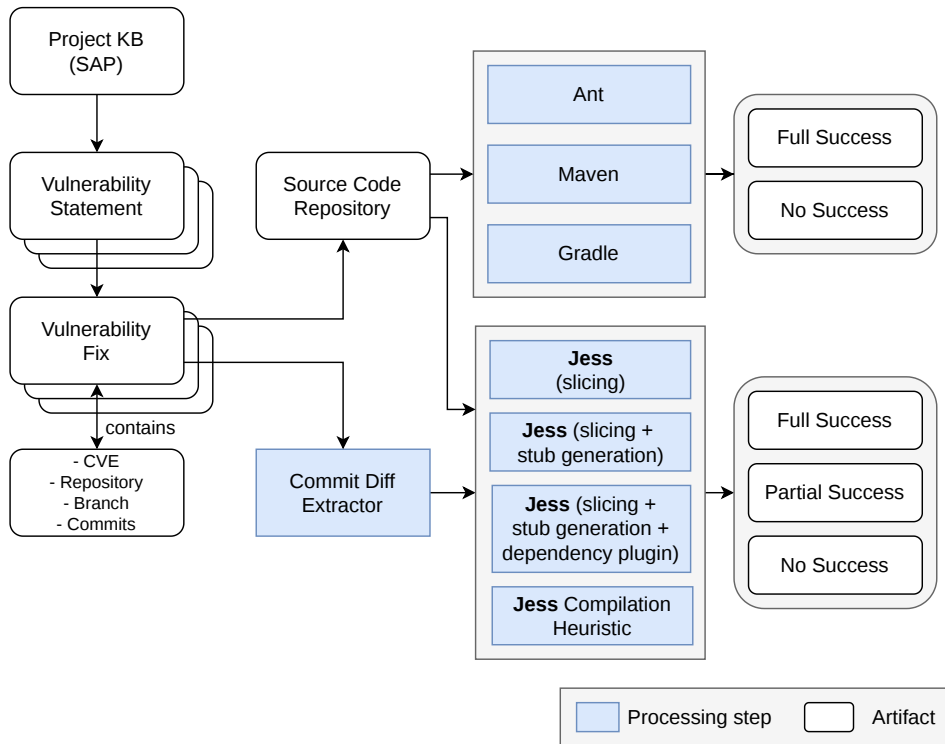 Project KB
(SAP)
Vulnerability
Statement
Vulnerability
Fix
contains
- CVE
- Repository
- Branch
- Commits
Source Code
Repository
Commit Diff
Extractor
Ant
Maven
Gradle
Jess
(slicing)
Jess (slicing +
stub generation)
Jess (slicing +
stub generation +
dependency plugin)
Jess Compilation
Heuristic
Full Success
No Success
Full Success
Partial Success
No Success
Processing step
Artifact